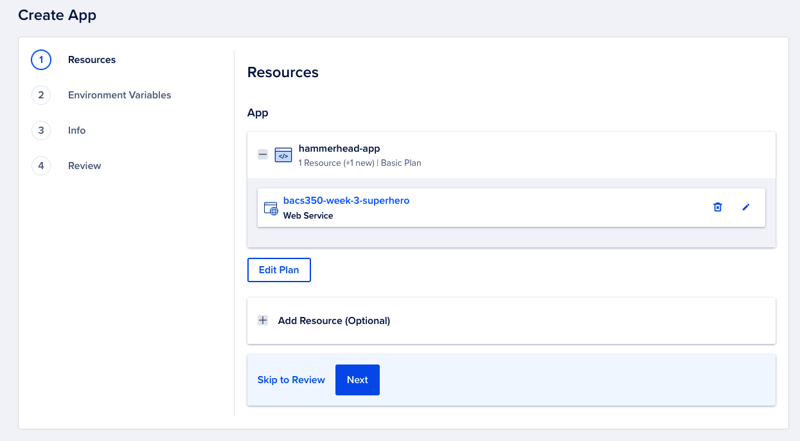 Create App
1
Resources
2
Environment Variables
3
Info
4
Review
Resources
App
hammerhead-app
1 Resource (+1 new) | Basic Plan
bacs350-week-3-superhero
Web Service
Edit Plan
Add Resource (Optional)
Skip to Review
Next